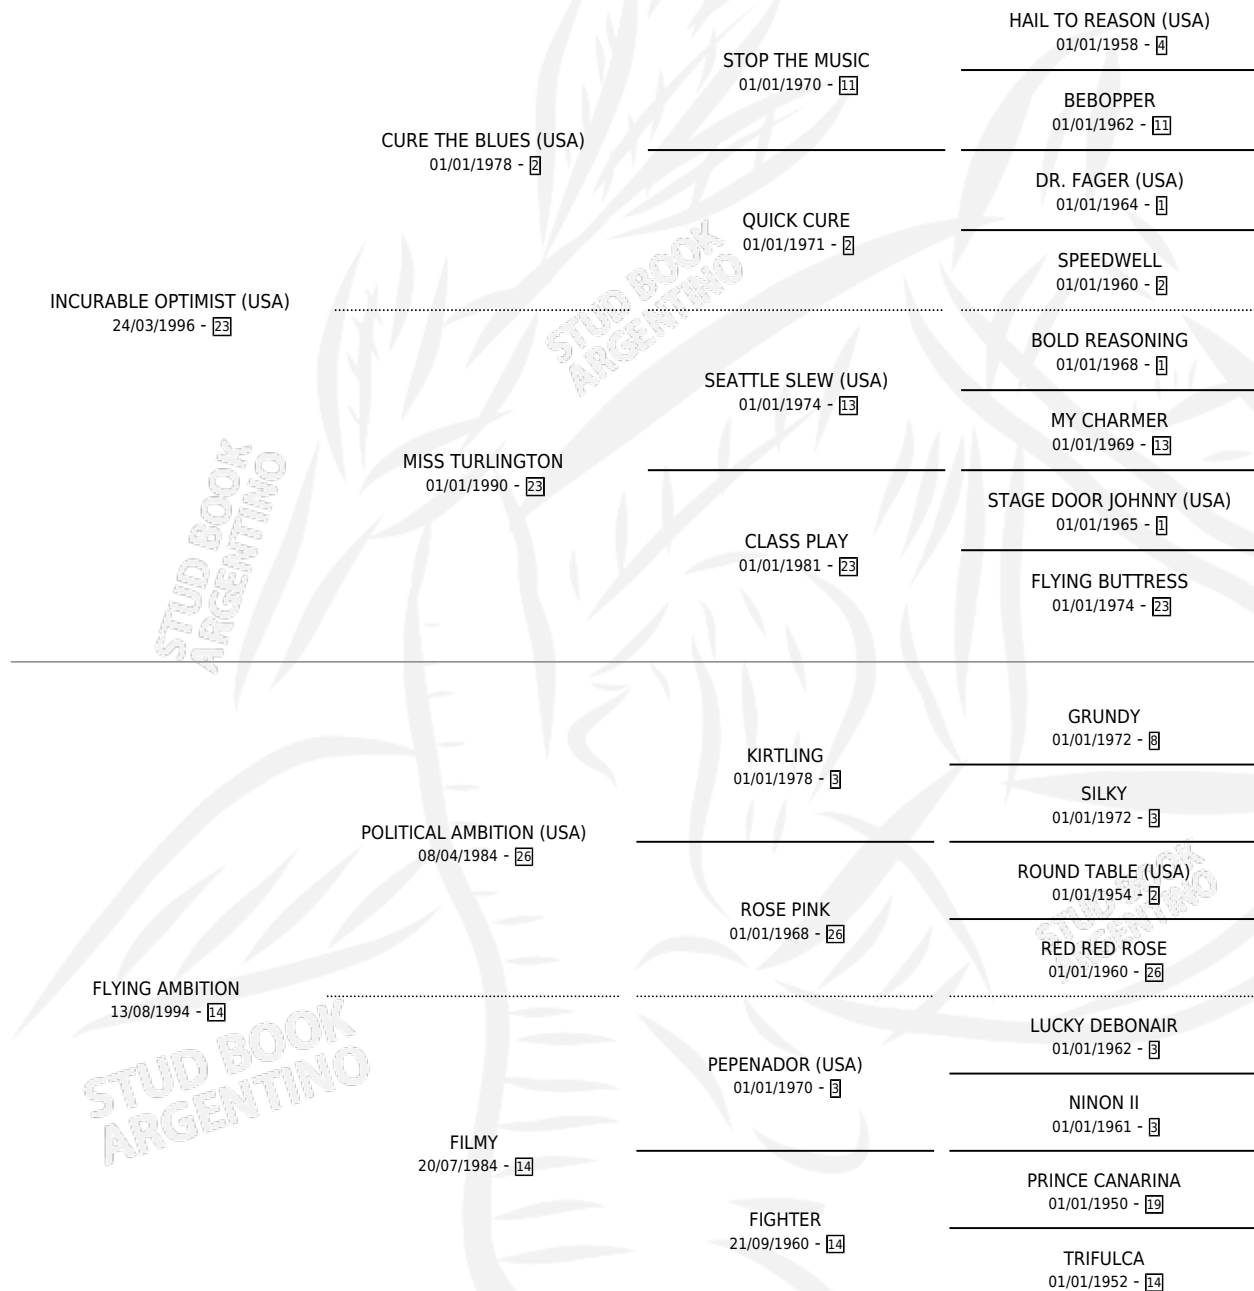 HAIL TO REASON (USA)
01/01/1958 - 4
STOP THE MUSIC
01/01/1970 - 11
BEBOPPER
01/01/1962 - 11
CURE THE BLUES (USA)
01/01/1978 - 2
DR. FAGER (USA)
01/01/1964 - 1
QUICK CURE
01/01/1971 - 2
SPEEDWELL
01/01/1960 - 2
INCURABLE OPTIMIST (USA)
24/03/1996 - 23
BOLD REASONING
01/01/1968 - 1
SEATTLE SLEW (USA)
01/01/1974 - 13
MY CHARMER
01/01/1969 - 13
MISS TURLINGTON
01/01/1990 - 23
STAGE DOOR JOHNNY (USA)
01/01/1965 - 1
CLASS PLAY
01/01/1981 - 23
FLYING BUTTRESS
01/01/1974 - 23
GRUNDY
01/01/1972 - 8
KIRTLING
01/01/1978 - 3
SILKY
01/01/1972 - 3
POLITICAL AMBITION (USA)
08/04/1984 - 26
ROUND TABLE (USA)
01/01/1954 - 2
ROSE PINK
01/01/1968 - 26
RED RED ROSE
01/01/1960 - 26
FLYING AMBITION
13/08/1994 - 14
LUCKY DEBONAIR
01/01/1962 - 3
PEPENADOR (USA)
01/01/1970 - 3
NINON II
01/01/1961 - 3
FILMY
20/07/1984 - 14
PRINCE CANARINA
01/01/1950 - 19
FIGHTER
21/09/1960 - 14
TRIFULCA
01/01/1952 - 14
STUD BOOK
ARGENTINO
STUD BOOK
ARGENTINO
STUD BOOK
ARGENTINO
STUD BOOK
ARGENTINO